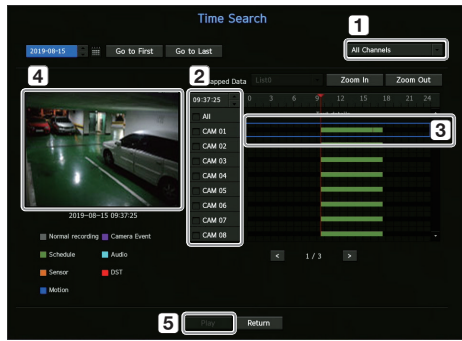 Time Search
1
2019-08-15
Go to First
Go to Last
All Channels
4
2
apped Data
List0
Zoom In
Zoom Out
09:37:25
0 3 6 9 12 15 18 21 24
All
3
CAM 01
CAM 02
CAM 03
CAM 04
CAM 05
CAM 06
CAM 07
CAM 08
2019-08-15 09:37:25
Normal recording
Camera Event
Schedule
Audio
Sensor
DST
Motion
< 1 / 3 >
5
Play
Return